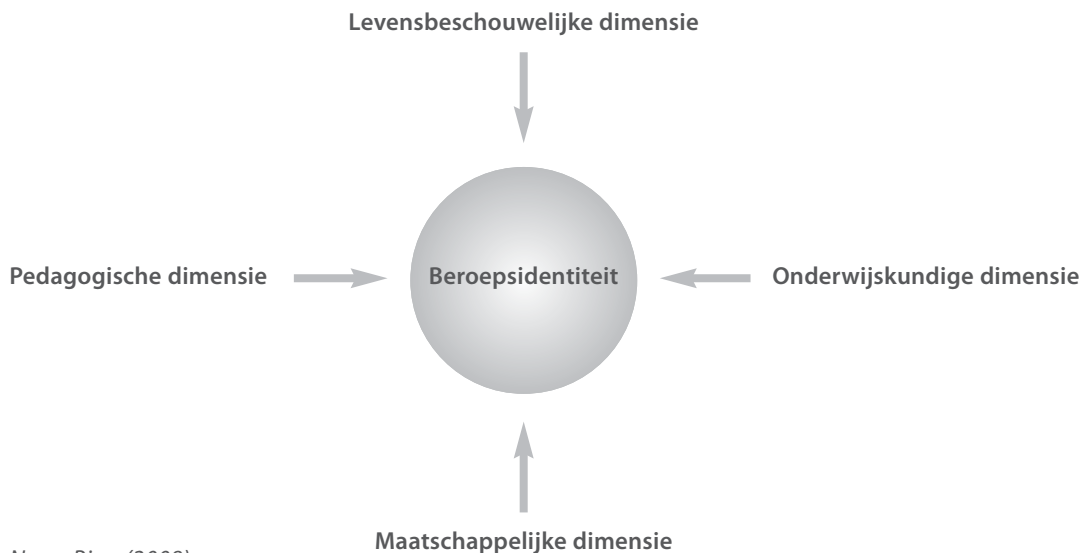 Levensbeschouwelijke dimensie
Pedagogische dimensie
Beroepsidentiteit
Onderwijskundige dimensie
Maatschappelijke dimensie